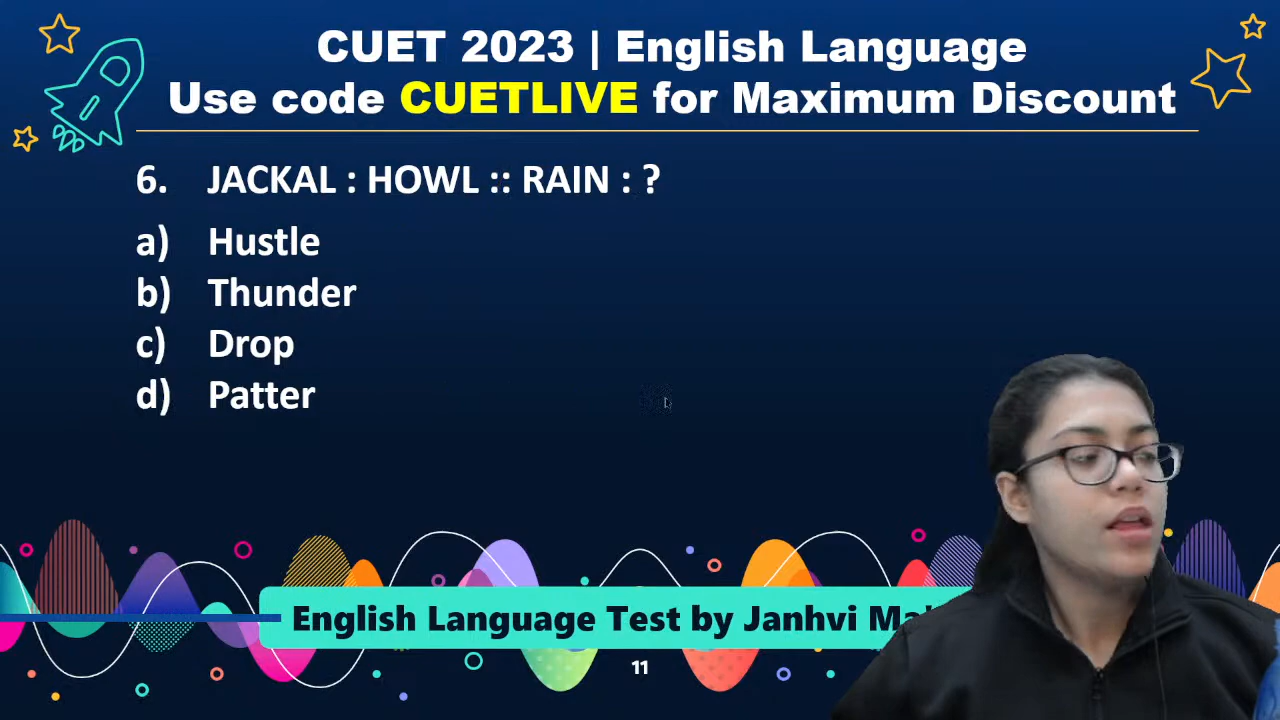 CUET 2023 | English Language
Use code CUETLIVE for Maximum Discount
6. JACKAL : HOWL :: RAIN : ?
a) Hustle
b) Thunder
c) Drop
d) Patter
English Language Test by Janhvi
11